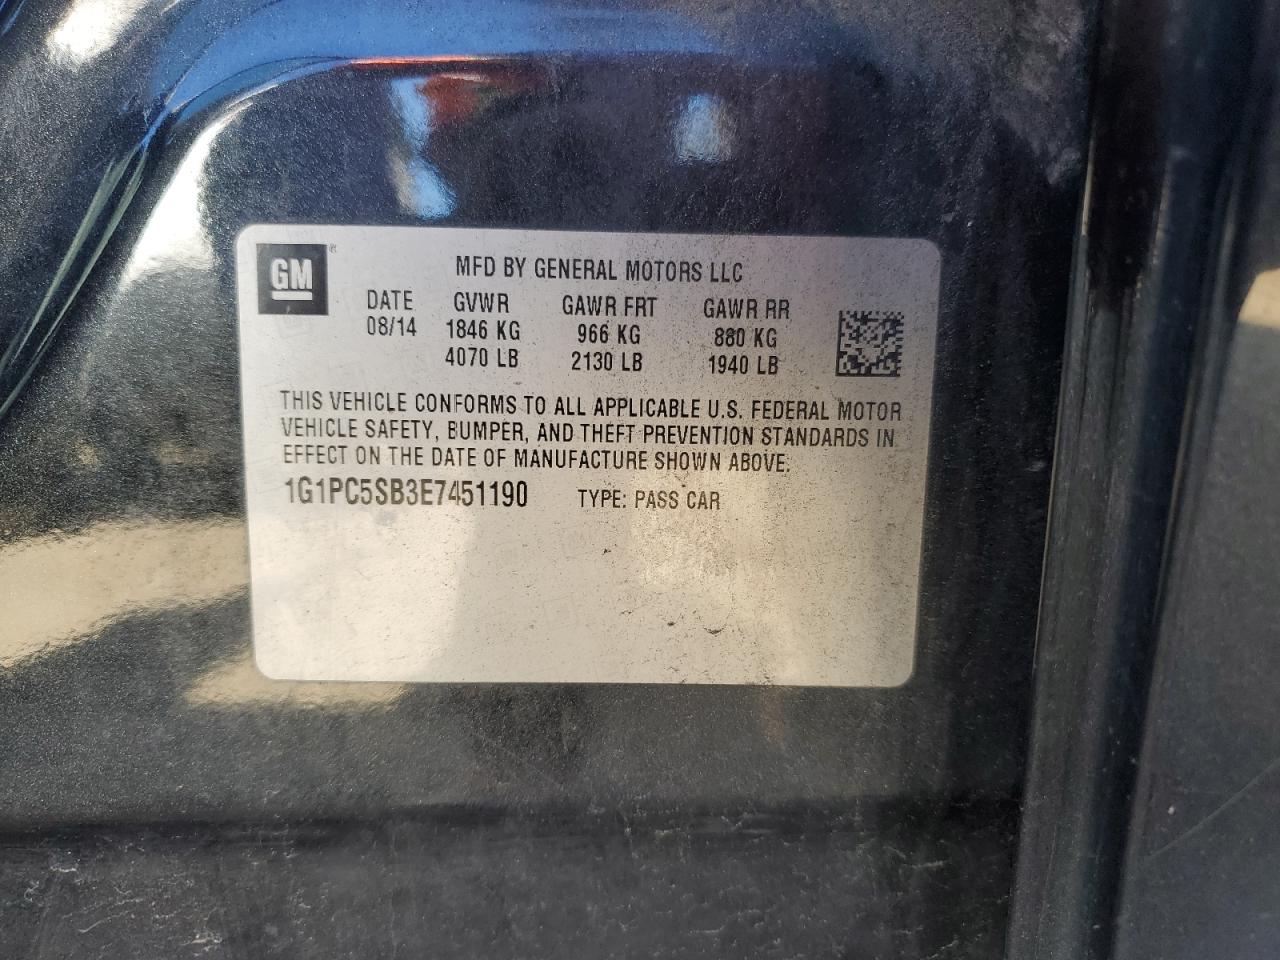 GM
MFD BY GENERAL MOTORS LLC
DATE GVWR GAWR FRT GAWR RR
08/14 1846 KG 966 KG 880 KG
4070 LB 2130 LB 1940 LB
THIS VEHICLE CONFORMS TO ALL APPLICABLE U.S. FEDERAL MOTOR
VEHICLE SAFETY, BUMPER, AND THEFT PREVENTION STANDARDS IN
EFFECT ON THE DATE OF MANUFACTURE SHOWN ABOVE.
1G1PC5SB3E7451190 TYPE: PASS CAR